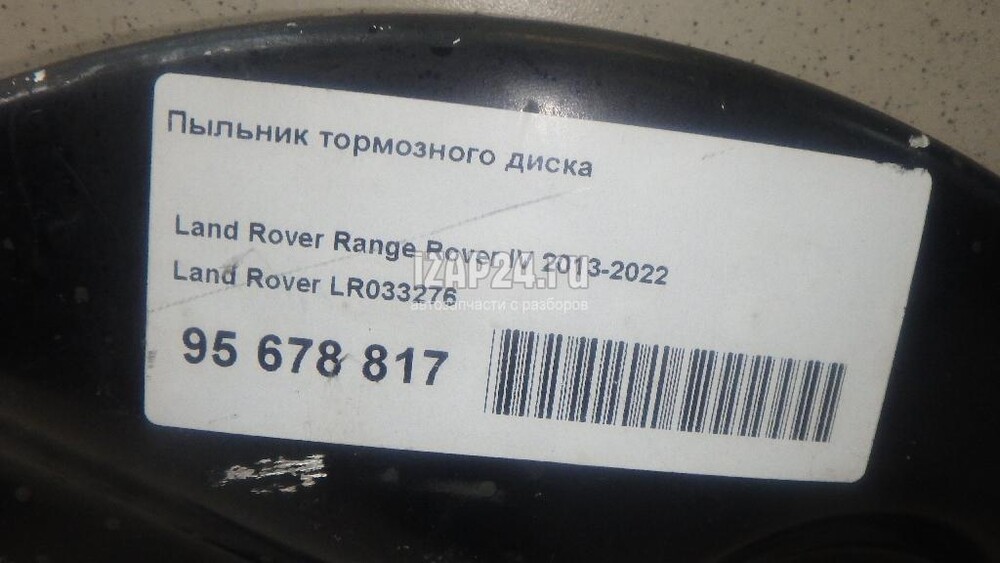 Пыльник тормозного диска
Land Rover Range Rover IV 2013-2022
Land Rover LR033276
iZAP24.ru
автозапчасти с разборов
95 678 817